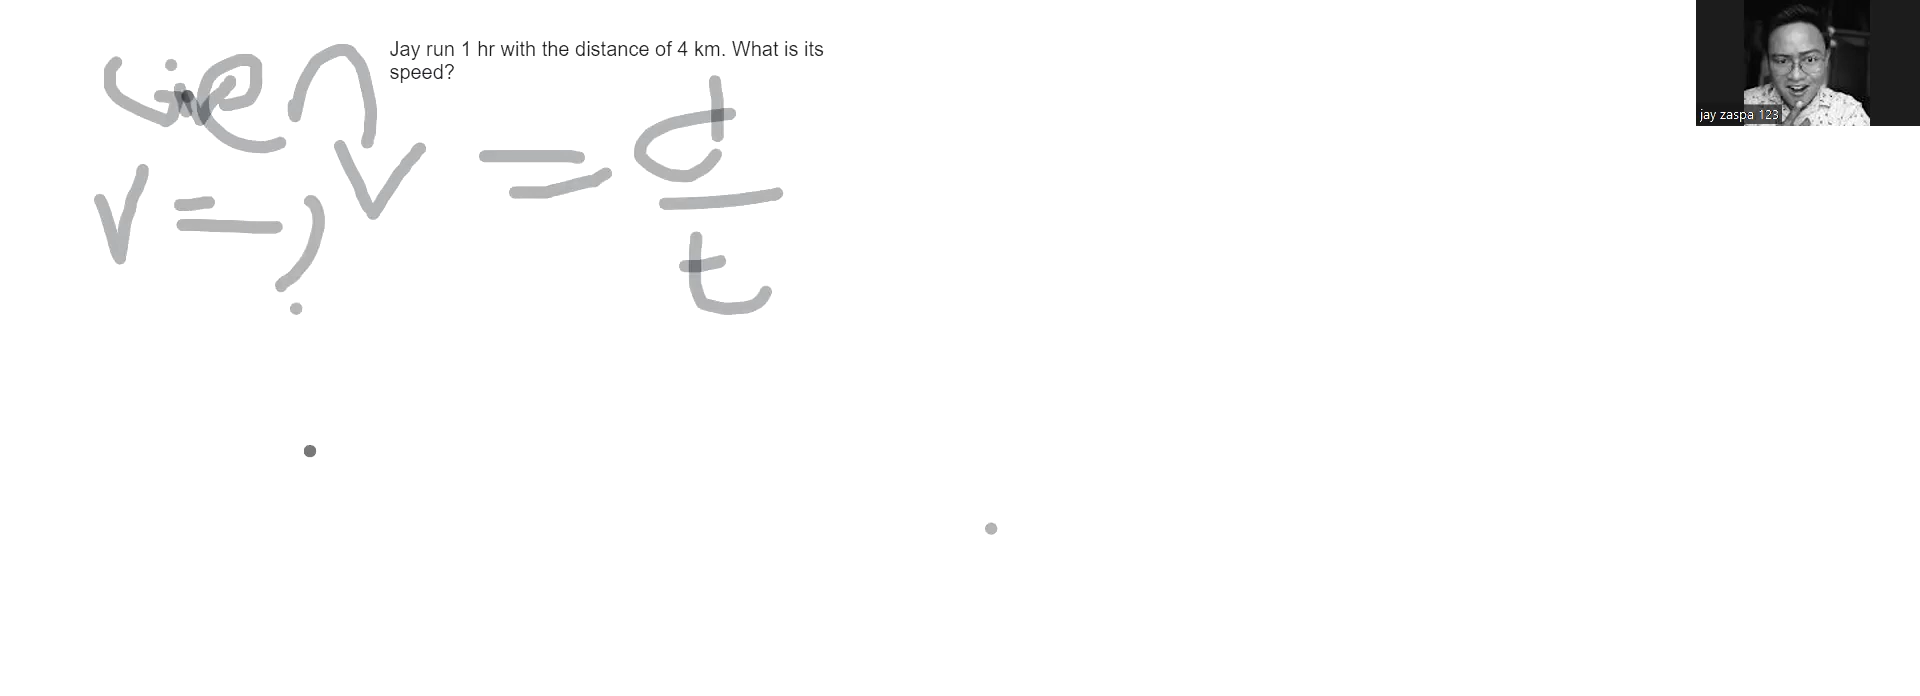 Jay run 1 hr with the distance of 4 km. What is its
speed?
Given
V = ?
V = d
t
jay zaspa 123